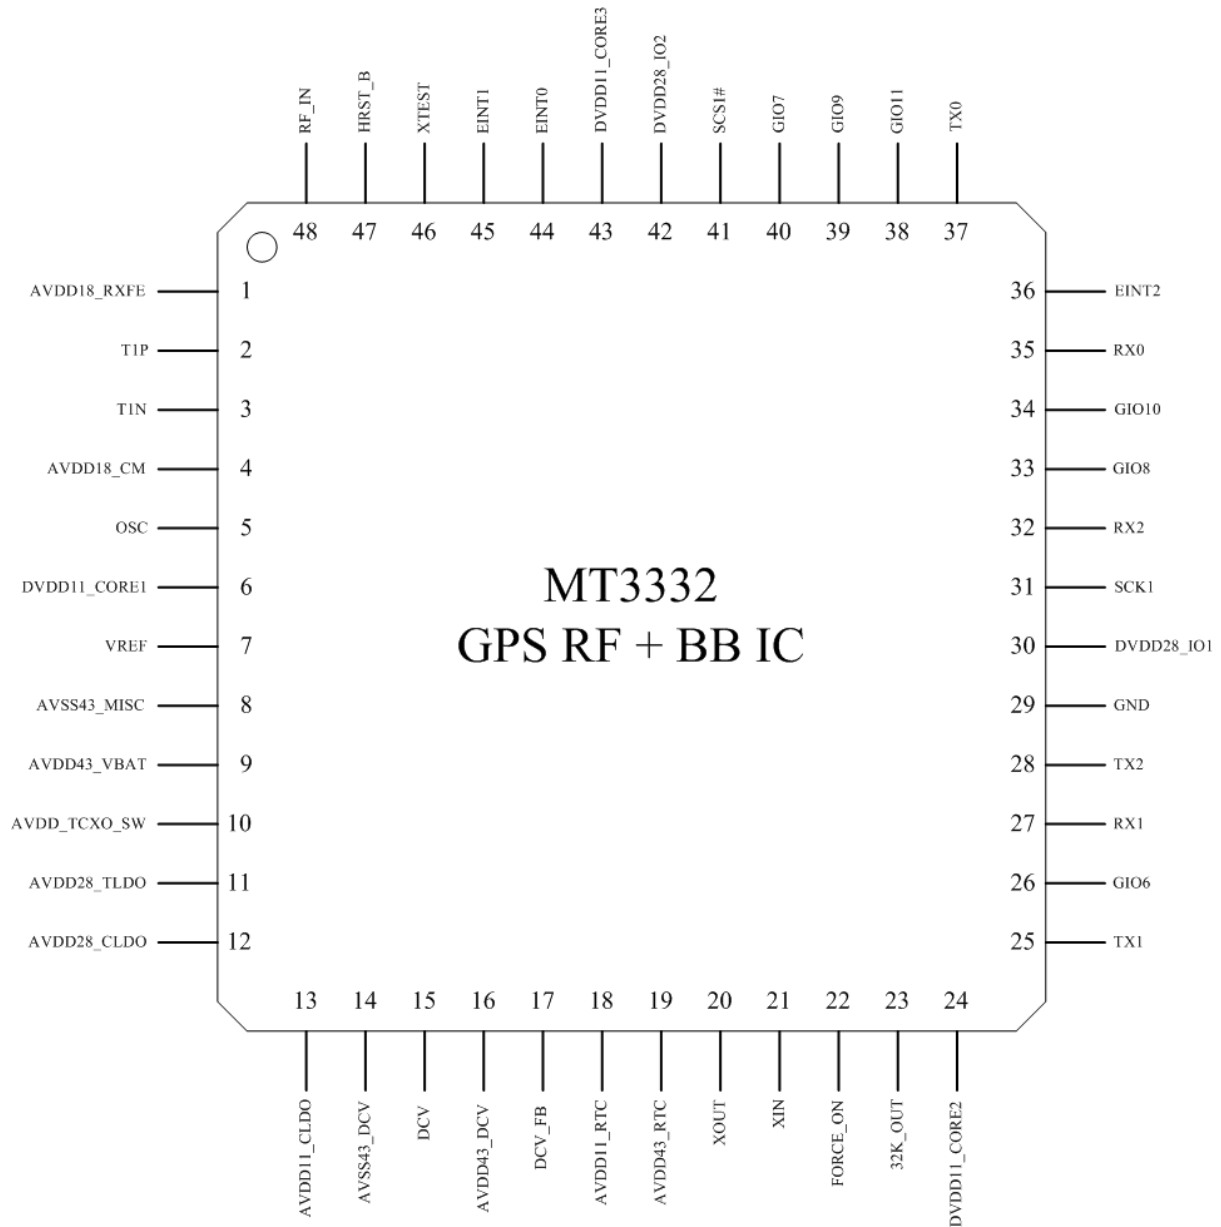 RF_IN
HRST_B
XTEST
EINT1
EINT0
DVDD11_CORE3
DVDD28_IO2
SCS1#
GIO7
GIO9
GIO11
TX0
48 47 46 45 44 43 42 41 40 39 38 37
AVDD18_RXFE 1
T1P 2
T1N 3
AVDD18_CM 4
OSC 5
DVDD11_CORE1 6
VREF 7
AVSS43_MISC 8
AVDD43_VBAT 9
AVDD_TCXO_SW 10
AVDD28_TLDO 11
AVDD28_CLDO 12
MT3332
GPS RF + BB IC
36 EINT2
35 RX0
34 GIO10
33 GIO8
32 RX2
31 SCK1
30 DVDD28_IO1
29 GND
28 TX2
27 RX1
26 GIO6
25 TX1
13 14 15 16 17 18 19 20 21 22 23 24
AVDD11_CLDO
AVSS43_DCV
DCV
AVDD43_DCV
DCV_FB
AVDD11_RTC
AVDD43_RTC
XOUT
XIN
FORCE_ON
32K_OUT
DVDD11_CORE2